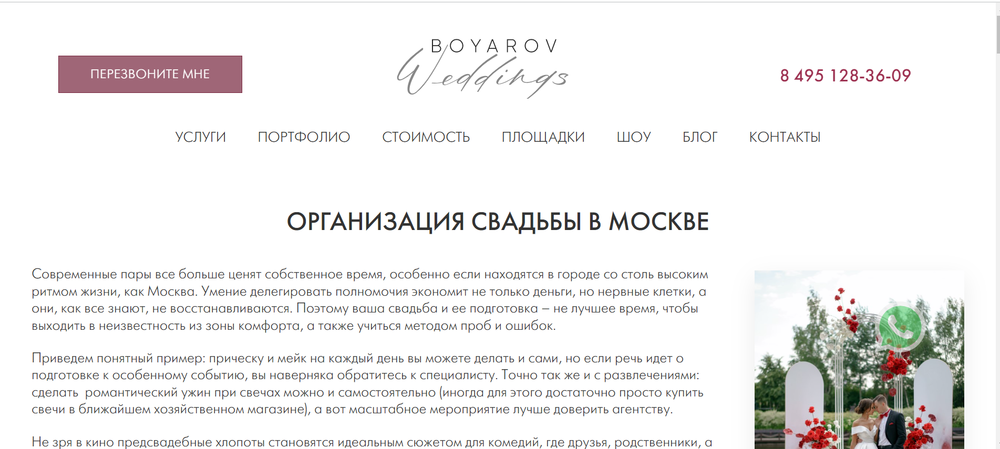 BOYAROV
Weddings
ПЕРЕЗВОНИТЕ МНЕ
8 495 128-36-09
УСЛУГИ ПОРТФОЛИО СТОИМОСТЬ ПЛОЩАДКИ ШОУ БЛОГ КОНТАКТЫ
ОРГАНИЗАЦИЯ СВАДЬБЫ В МОСКВЕ
Современные пары все больше ценят собственное время, особенно если находятся в городе со столь высоким
ритмом жизни, как Москва. Умение делегировать полномочия экономит не только деньги, но нервные клетки, а
они, как все знают, не восстанавливаются. Поэтому ваша свадьба и ее подготовка – не лучшее время, чтобы
выходить в неизвестность из зоны комфорта, а также учиться методом проб и ошибок.
Приведем понятный пример: прическу и мейк на каждый день вы можете делать и сами, но если речь идет о
подготовке к особенному событию, вы наверняка обратитесь к специалисту. Точно так же и с развлечениями:
сделать  романтический ужин при свечах можно и самостоятельно (иногда для этого достаточно просто купить
свечи в ближайшем хозяйственном магазине), а вот масштабное мероприятие лучше доверить агентству.
Не зря в кино предсвадебные хлопоты становятся идеальным сюжетом для комедий, где друзья, родственники, а